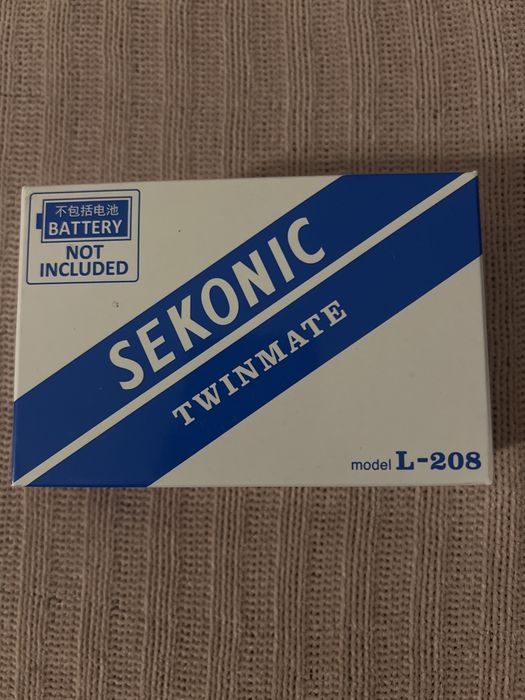 不包括电池
BATTERY
NOT
INCLUDED
SEKONIC
TWINMATE
model L-208